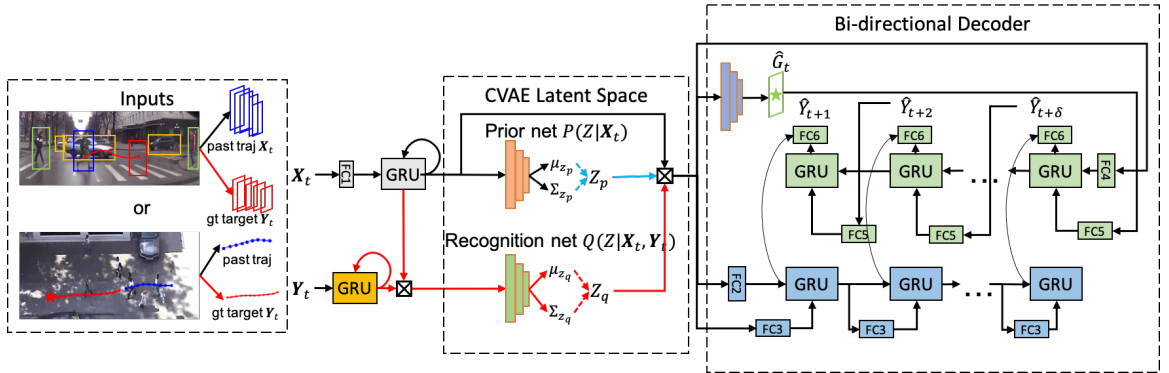 Inputs
past traj X_t
gt target Y_t
or
past traj
gt target Y_t
X_t
FC1
GRU
Y_t
GRU
CVAE Latent Space
Prior net P(Z|X_t)
μ_{z_p}
Σ_{z_p}
Z_p
Recognition net Q(Z|X_t, Y_t)
μ_{z_q}
Σ_{z_q}
Z_q
Bi-directional Decoder
Ĝ_t
Ŷ_{t+1} Ŷ_{t+2} Ŷ_{t+δ}
FC6 FC6 FC6
GRU GRU ... GRU FC4
FC5 FC5 FC5
FC2 GRU GRU ... GRU
FC3 FC3 FC3